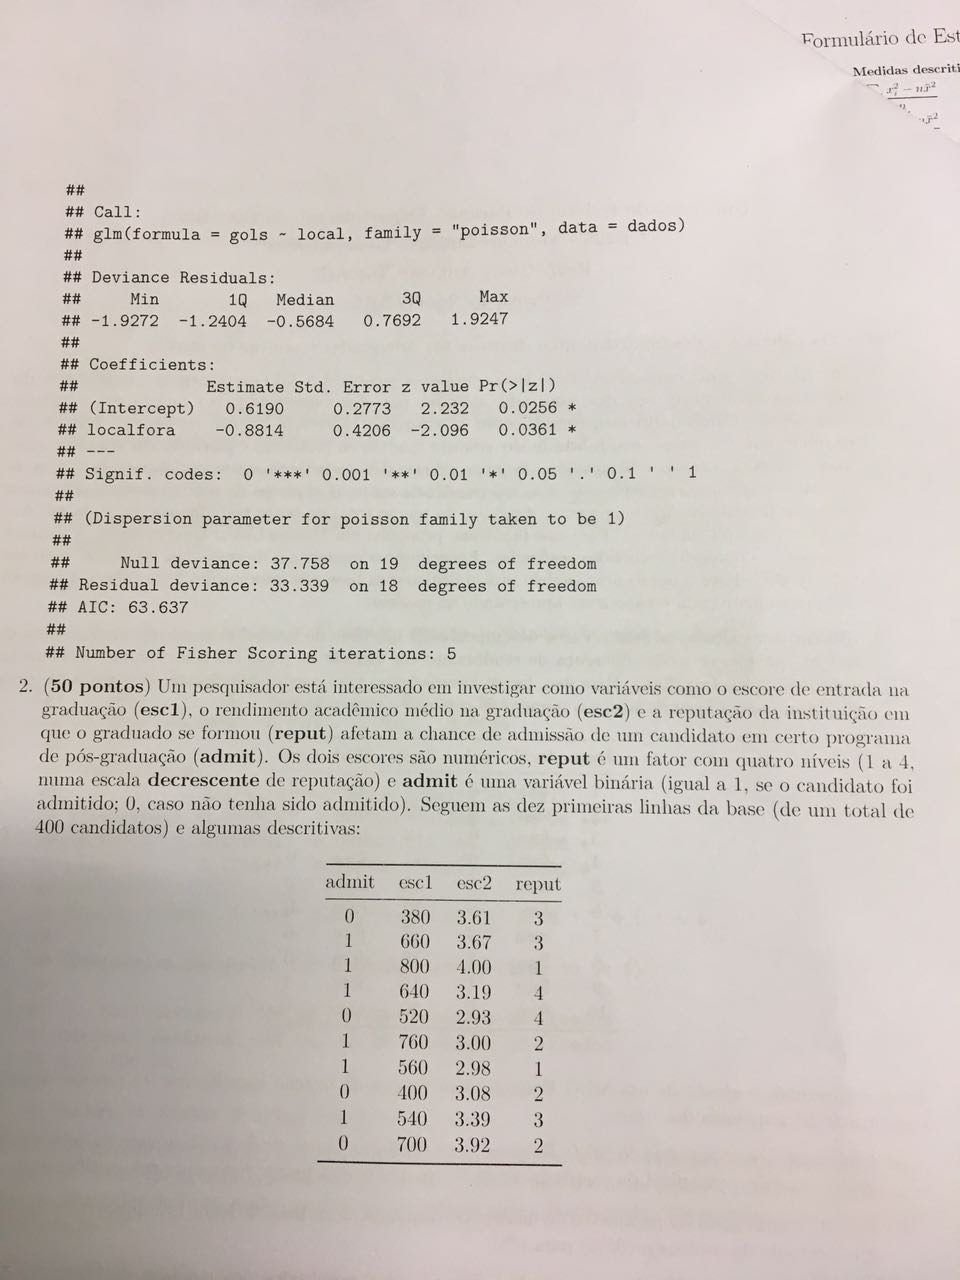 Formulário de Est
Medidas descriti
x_i^2 − nx̄^2
n
nx̄^2
##
## Call:
## glm(formula = gols ~ local, family = "poisson", data = dados)
##
## Deviance Residuals:
## Min 1Q Median 3Q Max
## -1.9272 -1.2404 -0.5684 0.7692 1.9247
##
## Coefficients:
## Estimate Std. Error z value Pr(>|z|)
## (Intercept) 0.6190 0.2773 2.232 0.0256 *
## localfora -0.8814 0.4206 -2.096 0.0361 *
## ---
## Signif. codes: 0 '***' 0.001 '**' 0.01 '*' 0.05 '.' 0.1 ' ' 1
##
## (Dispersion parameter for poisson family taken to be 1)
##
## Null deviance: 37.758 on 19 degrees of freedom
## Residual deviance: 33.339 on 18 degrees of freedom
## AIC: 63.637
##
## Number of Fisher Scoring iterations: 5
2. (50 pontos) Um pesquisador está interessado em investigar como variáveis como o escore de entrada na
graduação (esc1), o rendimento acadêmico médio na graduação (esc2) e a reputação da instituição em
que o graduado se formou (reput) afetam a chance de admissão de um candidato em certo programa
de pós-graduação (admit). Os dois escores são numéricos, reput é um fator com quatro níveis (1 a 4,
numa escala decrescente de reputação) e admit é uma variável binária (igual a 1, se o candidato foi
admitido; 0, caso não tenha sido admitido). Seguem as dez primeiras linhas da base (de um total de
400 candidatos) e algumas descritivas:
admit esc1 esc2 reput
0 380 3.61 3
1 660 3.67 3
1 800 4.00 1
1 640 3.19 4
0 520 2.93 4
1 760 3.00 2
1 560 2.98 1
0 400 3.08 2
1 540 3.39 3
0 700 3.92 2